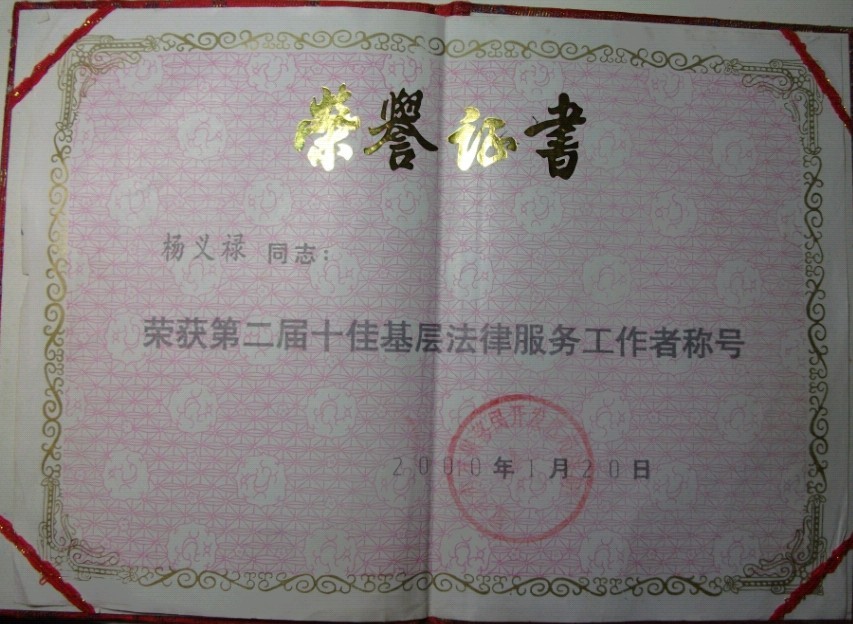 荣誉证书
杨义禄 同志：
荣获第二届十佳基层法律服务工作者称号
2000年1月20日